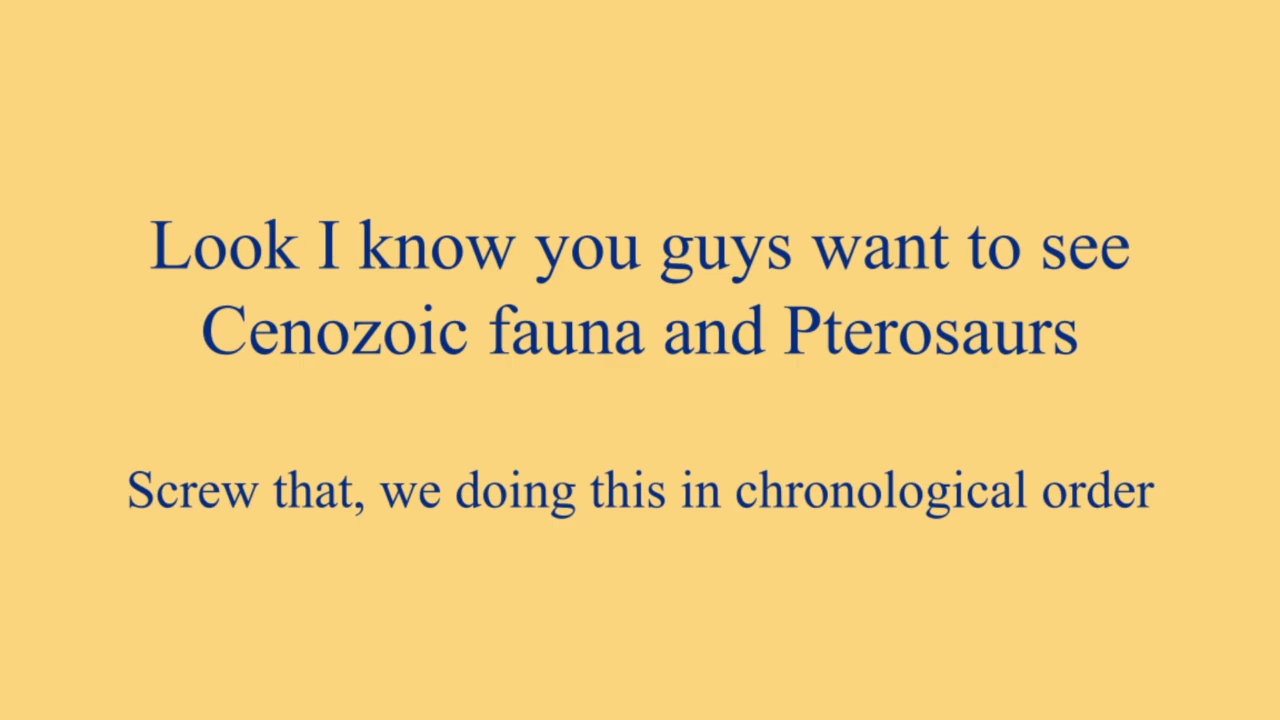 Look I know you guys want to see
Cenozoic fauna and Pterosaurs
Screw that, we doing this in chronological order